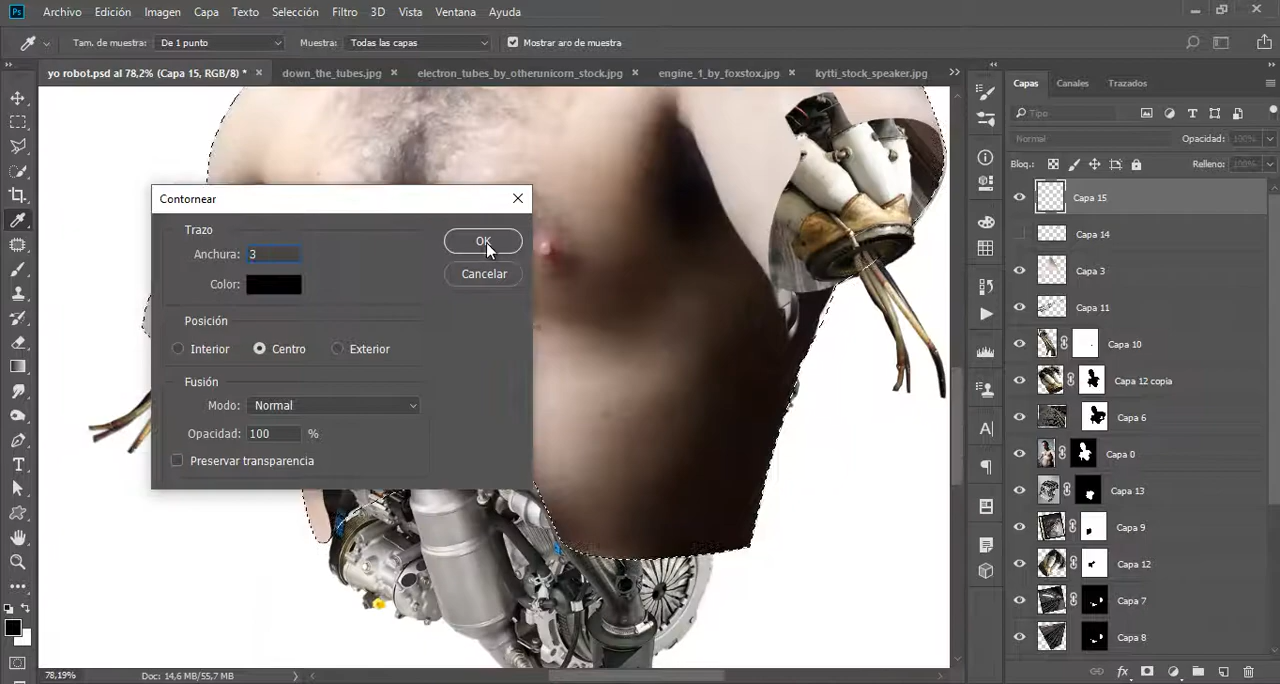 Ps Archivo Edición Imagen Capa Texto Selección Filtro 3D Vista Ventana Ayuda
Tam. de muestra: De 1 punto Muestra: Todas las capas Mostrar aro de muestra
yo robot.psd al 78,2% (Capa 15, RGB/8) * × down_the_tubes.jpg × electron_tubes_by_otherunicorn_stock.jpg × engine_1_by_foxstox.jpg × kytti_stock_speaker.jpg
Capas Canales Trazados
Tipo
Normal Opacidad: 100%
Bloq.: Relleno: 100%
Capa 15
Capa 14
Capa 3
Capa 11
Capa 10
Capa 12 copia
Capa 6
Capa 0
Capa 13
Capa 9
Capa 12
Capa 7
Capa 8
Contornear
Trazo
Anchura: 3
Color:
OK
Cancelar
Posición
Interior Centro Exterior
Fusión
Modo: Normal
Opacidad: 100 %
Preservar transparencia
78,19% Doc: 14,6 MB/55,7 MB